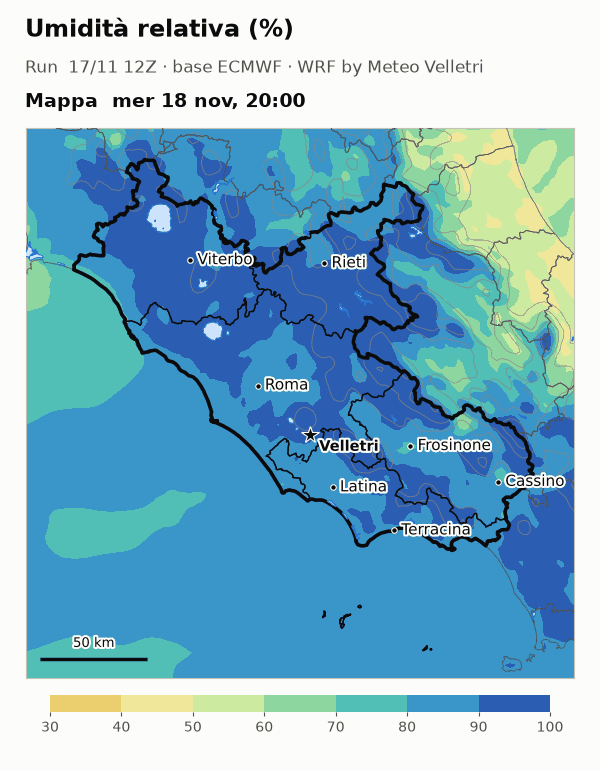 Umidità relativa (%)
Run  17/11 12Z · base ECMWF · WRF by Meteo Velletri
Mappa  mer 18 nov, 20:00
Viterbo
Rieti
Roma
Velletri
Frosinone
Cassino
Latina
Terracina
50 km
30 40 50 60 70 80 90 100